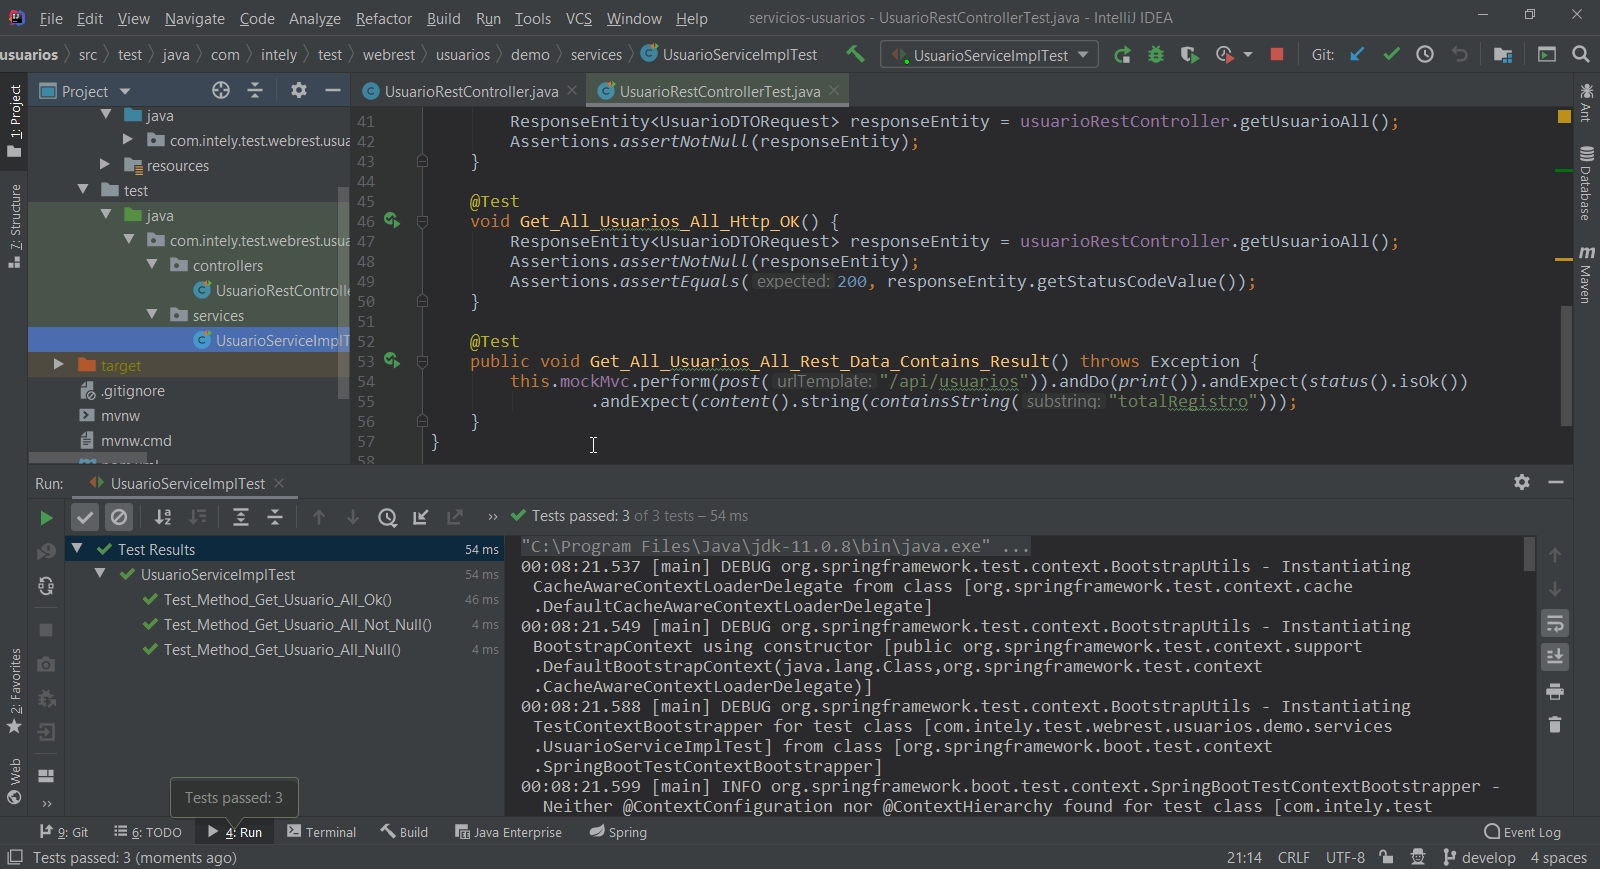 File Edit View Navigate Code Analyze Refactor Build Run Tools VCS Window Help servicios-usuarios - UsuarioRestControllerTest.java - IntelliJ IDEA
usuarios src test java com intely test webrest usuarios demo services UsuarioServiceImplTest UsuarioServiceImplTest Git:
1: Project
7: Structure
2: Favorites
Web
Project
java
com.intely.test.webrest.usua
resources
test
java
com.intely.test.webrest.usua
controllers
UsuarioRestControlle
services
UsuarioServiceImplT
target
.gitignore
mvnw
mvnw.cmd
UsuarioRestController.java UsuarioRestControllerTest.java
41 ResponseEntity<UsuarioDTORequest> responseEntity = usuarioRestController.getUsuarioAll();
42 Assertions.assertNotNull(responseEntity);
43 }
44
45 @Test
46 void Get_All_Usuarios_All_Http_OK() {
47 ResponseEntity<UsuarioDTORequest> responseEntity = usuarioRestController.getUsuarioAll();
48 Assertions.assertNotNull(responseEntity);
49 Assertions.assertEquals( expected: 200, responseEntity.getStatusCodeValue());
50 }
51
52 @Test
53 public void Get_All_Usuarios_All_Rest_Data_Contains_Result() throws Exception {
54 this.mockMvc.perform(post( urlTemplate: "/api/usuarios")).andDo(print()).andExpect(status().isOk())
55 .andExpect(content().string(containsString( substring: "totalRegistro")));
56 }
57 }
58
Ant
Database
Maven
Run: UsuarioServiceImplTest
Tests passed: 3 of 3 tests – 54 ms
Test Results 54 ms
UsuarioServiceImplTest 54 ms
Test_Method_Get_Usuario_All_Ok() 46 ms
Test_Method_Get_Usuario_All_Not_Null() 4 ms
Test_Method_Get_Usuario_All_Null() 4 ms
"C:\Program Files\Java\jdk-11.0.8\bin\java.exe" ...
00:08:21.537 [main] DEBUG org.springframework.test.context.BootstrapUtils - Instantiating
CacheAwareContextLoaderDelegate from class [org.springframework.test.context.cache
.DefaultCacheAwareContextLoaderDelegate]
00:08:21.549 [main] DEBUG org.springframework.test.context.BootstrapUtils - Instantiating
BootstrapContext using constructor [public org.springframework.test.context.support
.DefaultBootstrapContext(java.lang.Class,org.springframework.test.context
.CacheAwareContextLoaderDelegate)]
00:08:21.588 [main] DEBUG org.springframework.test.context.BootstrapUtils - Instantiating
TestContextBootstrapper for test class [com.intely.test.webrest.usuarios.demo.services
.UsuarioServiceImplTest] from class [org.springframework.boot.test.context
.SpringBootTestContextBootstrapper]
00:08:21.599 [main] INFO org.springframework.boot.test.context.SpringBootTestContextBootstrapper -
Neither @ContextConfiguration nor @ContextHierarchy found for test class [com.intely.test
Tests passed: 3
9: Git 6: TODO 4: Run Terminal Build Java Enterprise Spring Event Log
Tests passed: 3 (moments ago) 21:14 CRLF UTF-8 develop 4 spaces